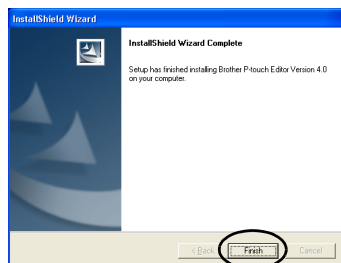 InstallShield Wizard
InstallShield Wizard Complete
Setup has finished installing Brother P-touch Editor Version 4.0
on your computer.
< Back
Finish
Cancel